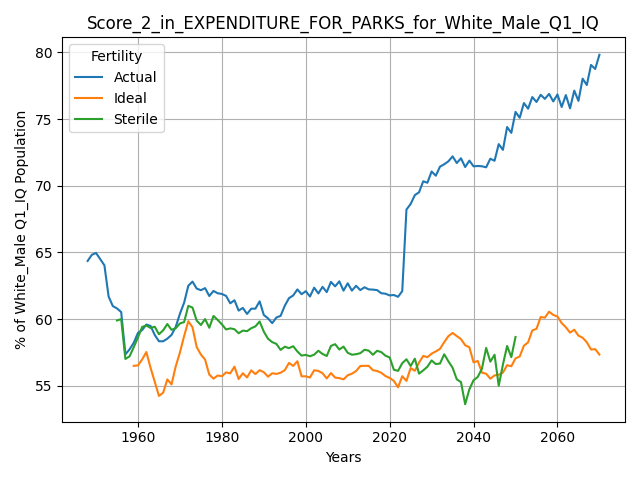 Score_2_in_EXPENDITURE_FOR_PARKS_for_White_Male_Q1_IQ
Fertility
Actual
Ideal
Sterile
% of White_Male Q1_IQ Population
80
75
70
65
60
55
1960 1980 2000 2020 2040 2060
Years